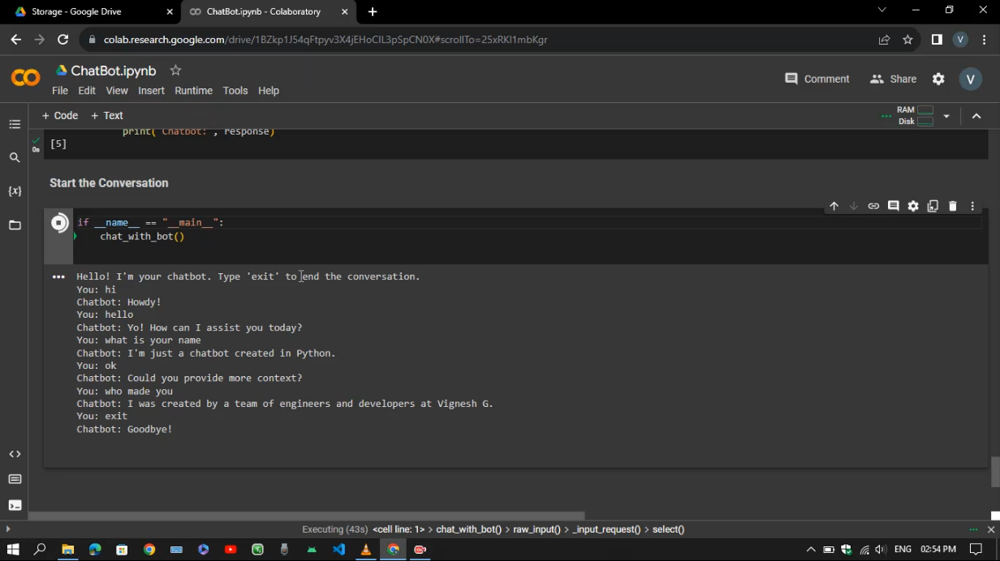 Storage - Google Drive
ChatBot.ipynb - Colaboratory
colab.research.google.com/drive/1BZkp1J54qFtpyv3X4jEHoCIL3pSpCN0X#scrollTo=25xRKl1mbKgr
V
ChatBot.ipynb
Comment
Share
V
File Edit View Insert Runtime Tools Help
+ Code + Text
RAM
Disk
print("Chatbot:", response)
[5]
0s
Start the Conversation
if __name__ == "__main__":
chat_with_bot()
Hello! I'm your chatbot. Type 'exit' to end the conversation.
You: hi
Chatbot: Howdy!
You: hello
Chatbot: Yo! How can I assist you today?
You: what is your name
Chatbot: I'm just a chatbot created in Python.
You: ok
Chatbot: Could you provide more context?
You: who made you
Chatbot: I was created by a team of engineers and developers at Vignesh G.
You: exit
Chatbot: Goodbye!
Executing (43s) <cell line: 1> > chat_with_bot() > raw_input() > _input_request() > select()
ENG 02:54 PM